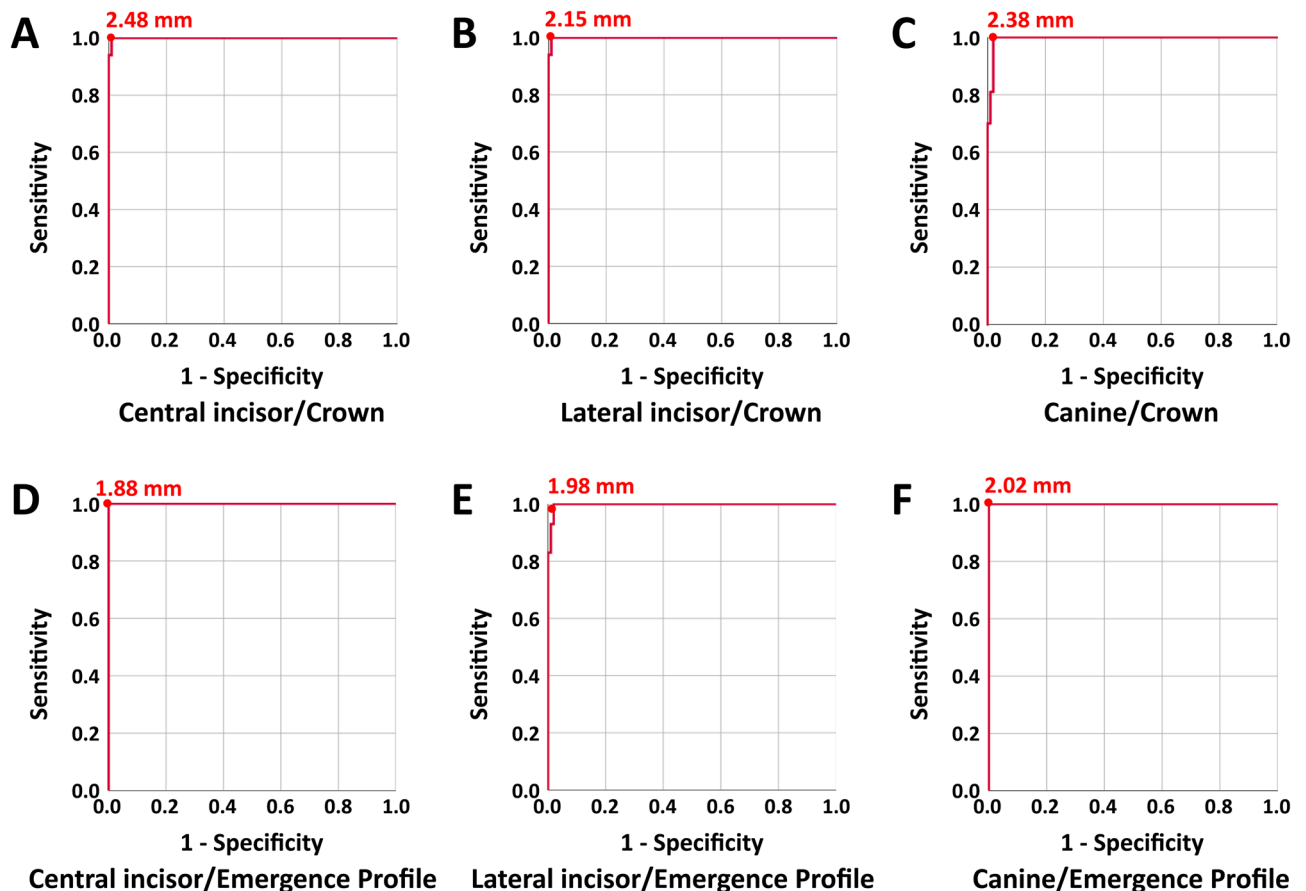 A
2.48 mm
1.0
0.8
0.6
0.4
0.2
0.0
Sensitivity
0.0 0.2 0.4 0.6 0.8 1.0
1 - Specificity
Central incisor/Crown
B
2.15 mm
1.0
0.8
0.6
0.4
0.2
0.0
Sensitivity
0.0 0.2 0.4 0.6 0.8 1.0
1 - Specificity
Lateral incisor/Crown
C
2.38 mm
1.0
0.8
0.6
0.4
0.2
0.0
Sensitivity
0.0 0.2 0.4 0.6 0.8 1.0
1 - Specificity
Canine/Crown
D
1.88 mm
1.0
0.8
0.6
0.4
0.2
0.0
Sensitivity
0.0 0.2 0.4 0.6 0.8 1.0
1 - Specificity
Central incisor/Emergence Profile
E
1.98 mm
1.0
0.8
0.6
0.4
0.2
0.0
Sensitivity
0.0 0.2 0.4 0.6 0.8 1.0
1 - Specificity
Lateral incisor/Emergence Profile
F
2.02 mm
1.0
0.8
0.6
0.4
0.2
0.0
Sensitivity
0.0 0.2 0.4 0.6 0.8 1.0
1 - Specificity
Canine/Emergence Profile